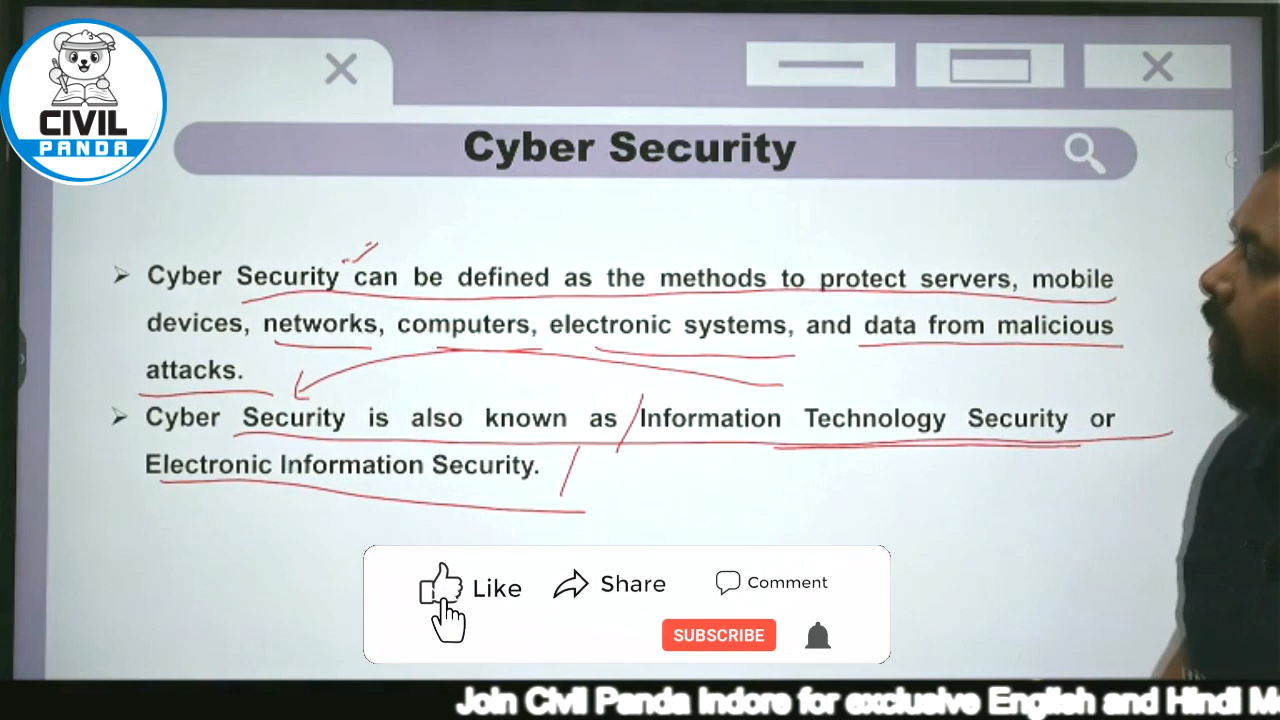 CIVIL
PANDA
Cyber Security
Cyber Security can be defined as the methods to protect servers, mobile
devices, networks, computers, electronic systems, and data from malicious
attacks.
Cyber Security is also known as Information Technology Security or
Electronic Information Security.
Like
Share
Comment
SUBSCRIBE
Join Civil Panda Indore for exclusive English and Hindi M